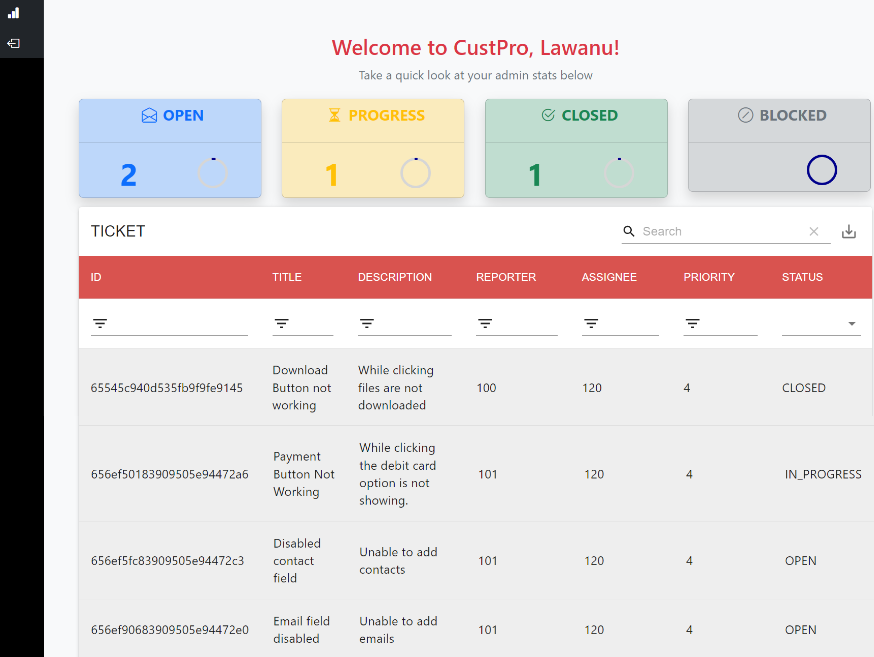 Welcome to CustPro, Lawanu!
Take a quick look at your admin stats below
OPEN
PROGRESS
CLOSED
BLOCKED
2
1
1
TICKET
Search
ID TITLE DESCRIPTION REPORTER ASSIGNEE PRIORITY STATUS
Download
Button not
working
While clicking
files are not
downloaded
65545c940d535fb9f9fe9145 100 120 4 CLOSED
Payment
Button Not
Working
While clicking
the debit card
option is not
showing.
656ef50183909505e94472a6 101 120 4 IN_PROGRESS
Disabled
contact
field
Unable to add
contacts
656ef5fc83909505e94472c3 101 120 4 OPEN
Email field
disabled
Unable to add
emails
656ef90683909505e94472e0 101 120 4 OPEN